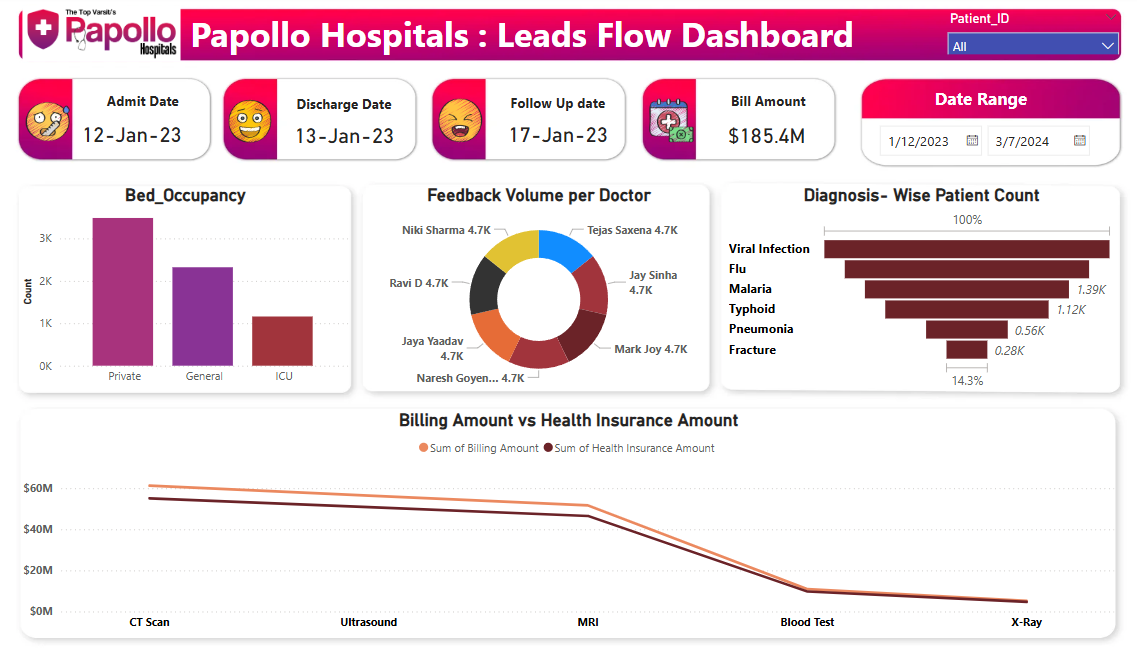 The Top Varsit's
Papollo
Hospitals
Papollo Hospitals : Leads Flow Dashboard
Patient_ID
All
Admit Date
12-Jan-23
Discharge Date
13-Jan-23
Follow Up date
17-Jan-23
Bill Amount
$185.4M
Date Range
1/12/2023
3/7/2024
Bed_Occupancy
Count
3K
2K
1K
0K
Private
General
ICU
Feedback Volume per Doctor
Niki Sharma 4.7K
Tejas Saxena 4.7K
Ravi D 4.7K
Jay Sinha
4.7K
Jaya Yaadav
4.7K
Mark Joy 4.7K
Naresh Goyen... 4.7K
Diagnosis- Wise Patient Count
100%
Viral Infection
Flu
Malaria
1.39K
Typhoid
1.12K
Pneumonia
0.56K
Fracture
0.28K
14.3%
Billing Amount vs Health Insurance Amount
Sum of Billing Amount
Sum of Health Insurance Amount
$60M
$40M
$20M
$0M
CT Scan
Ultrasound
MRI
Blood Test
X-Ray